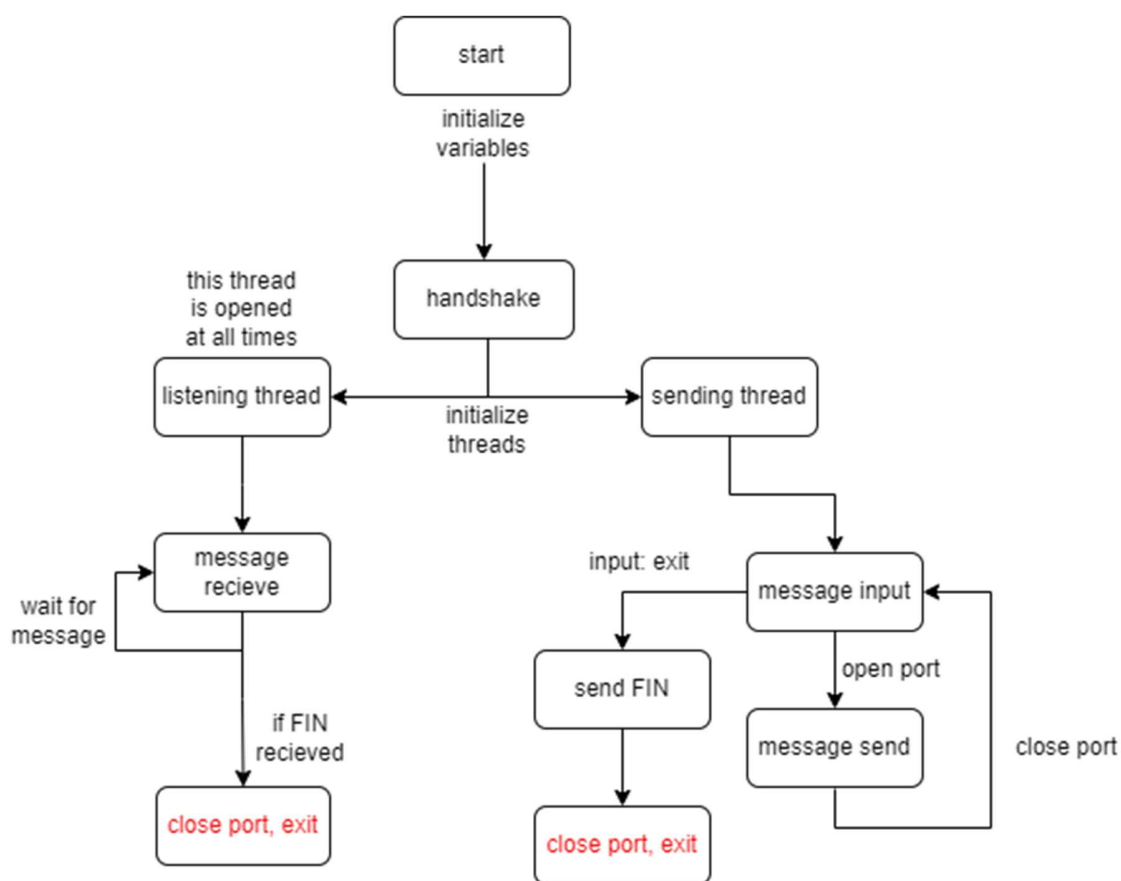 start
initialize
variables
handshake
this thread
is opened
at all times
listening thread
initialize
threads
sending thread
message
recieve
wait for
message
if FIN
recieved
close port, exit
input: exit
message input
send FIN
open port
message send
close port
close port, exit